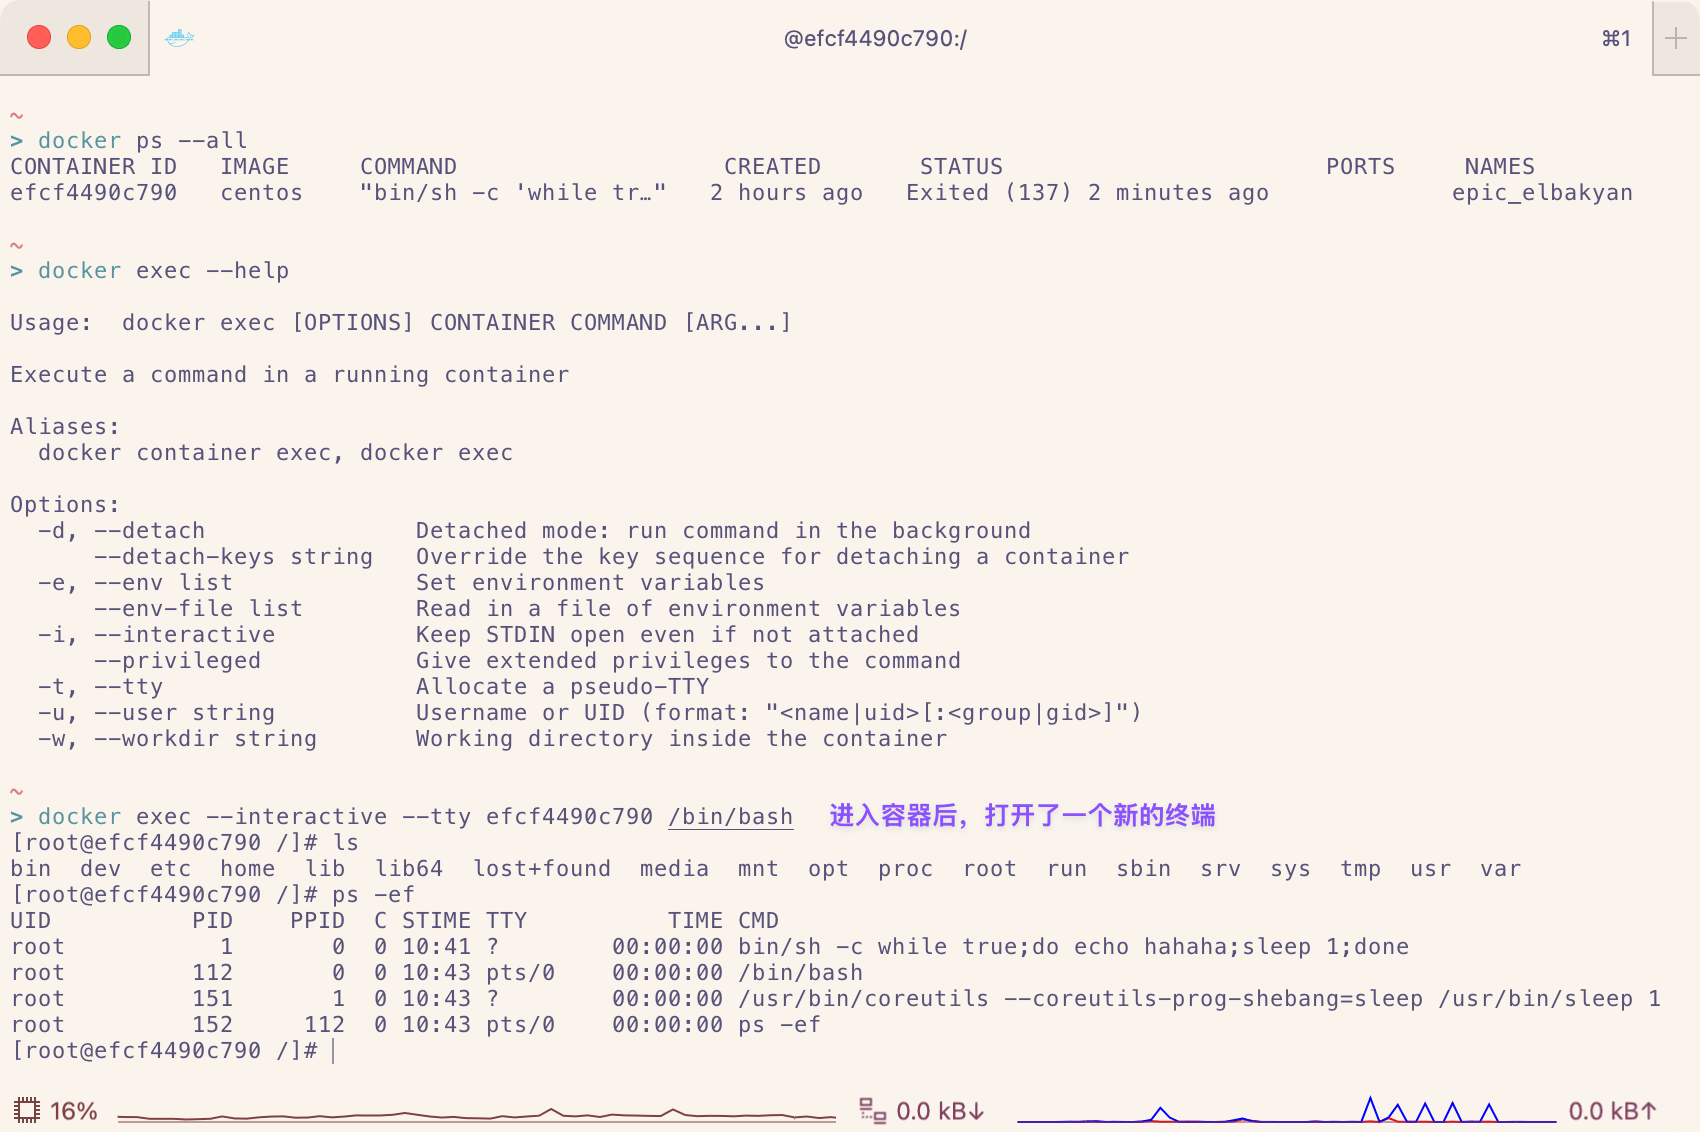 @efcf4490c790:/
⌘1
~
> docker ps --all
CONTAINER ID   IMAGE     COMMAND                   CREATED       STATUS                       PORTS     NAMES
efcf4490c790   centos    "bin/sh -c 'while tr…"   2 hours ago   Exited (137) 2 minutes ago             epic_elbakyan
~
> docker exec --help
Usage:  docker exec [OPTIONS] CONTAINER COMMAND [ARG...]
Execute a command in a running container
Aliases:
  docker container exec, docker exec
Options:
  -d, --detach               Detached mode: run command in the background
      --detach-keys string   Override the key sequence for detaching a container
  -e, --env list             Set environment variables
      --env-file list        Read in a file of environment variables
  -i, --interactive          Keep STDIN open even if not attached
      --privileged           Give extended privileges to the command
  -t, --tty                  Allocate a pseudo-TTY
  -u, --user string          Username or UID (format: "<name|uid>[:<group|gid>]")
  -w, --workdir string       Working directory inside the container
~
> docker exec --interactive --tty efcf4490c790 /bin/bash 进入容器后，打开了一个新的终端
[root@efcf4490c790 /]# ls
bin  dev  etc  home  lib  lib64  lost+found  media  mnt  opt  proc  root  run  sbin  srv  sys  tmp  usr  var
[root@efcf4490c790 /]# ps -ef
UID          PID    PPID  C STIME TTY          TIME CMD
root           1       0  0 10:41 ?        00:00:00 bin/sh -c while true;do echo hahaha;sleep 1;done
root         112       0  0 10:43 pts/0    00:00:00 /bin/bash
root         151       1  0 10:43 ?        00:00:00 /usr/bin/coreutils --coreutils-prog-shebang=sleep /usr/bin/sleep 1
root         152     112  0 10:43 pts/0    00:00:00 ps -ef
[root@efcf4490c790 /]#
16% 0.0 kB↓ 0.0 kB↑